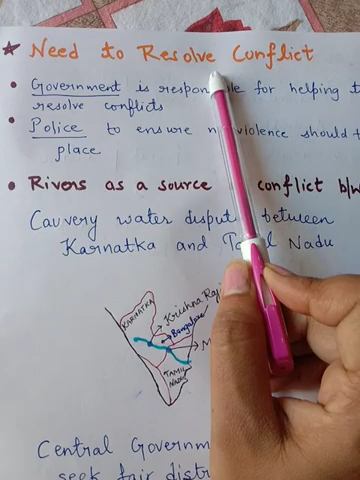 ★ Need to Resolve Conflict
• Government is for helping
resolve conflicts
• Police to ensure violence should
place
• Rivers as a source conflict b/w
Cauvery water disput between
Karnatka and Tamil Nadu
KARNATKA
Krishna Raj
Bangalore
M
TAMIL
NADU
Central Governm
seek fair distr